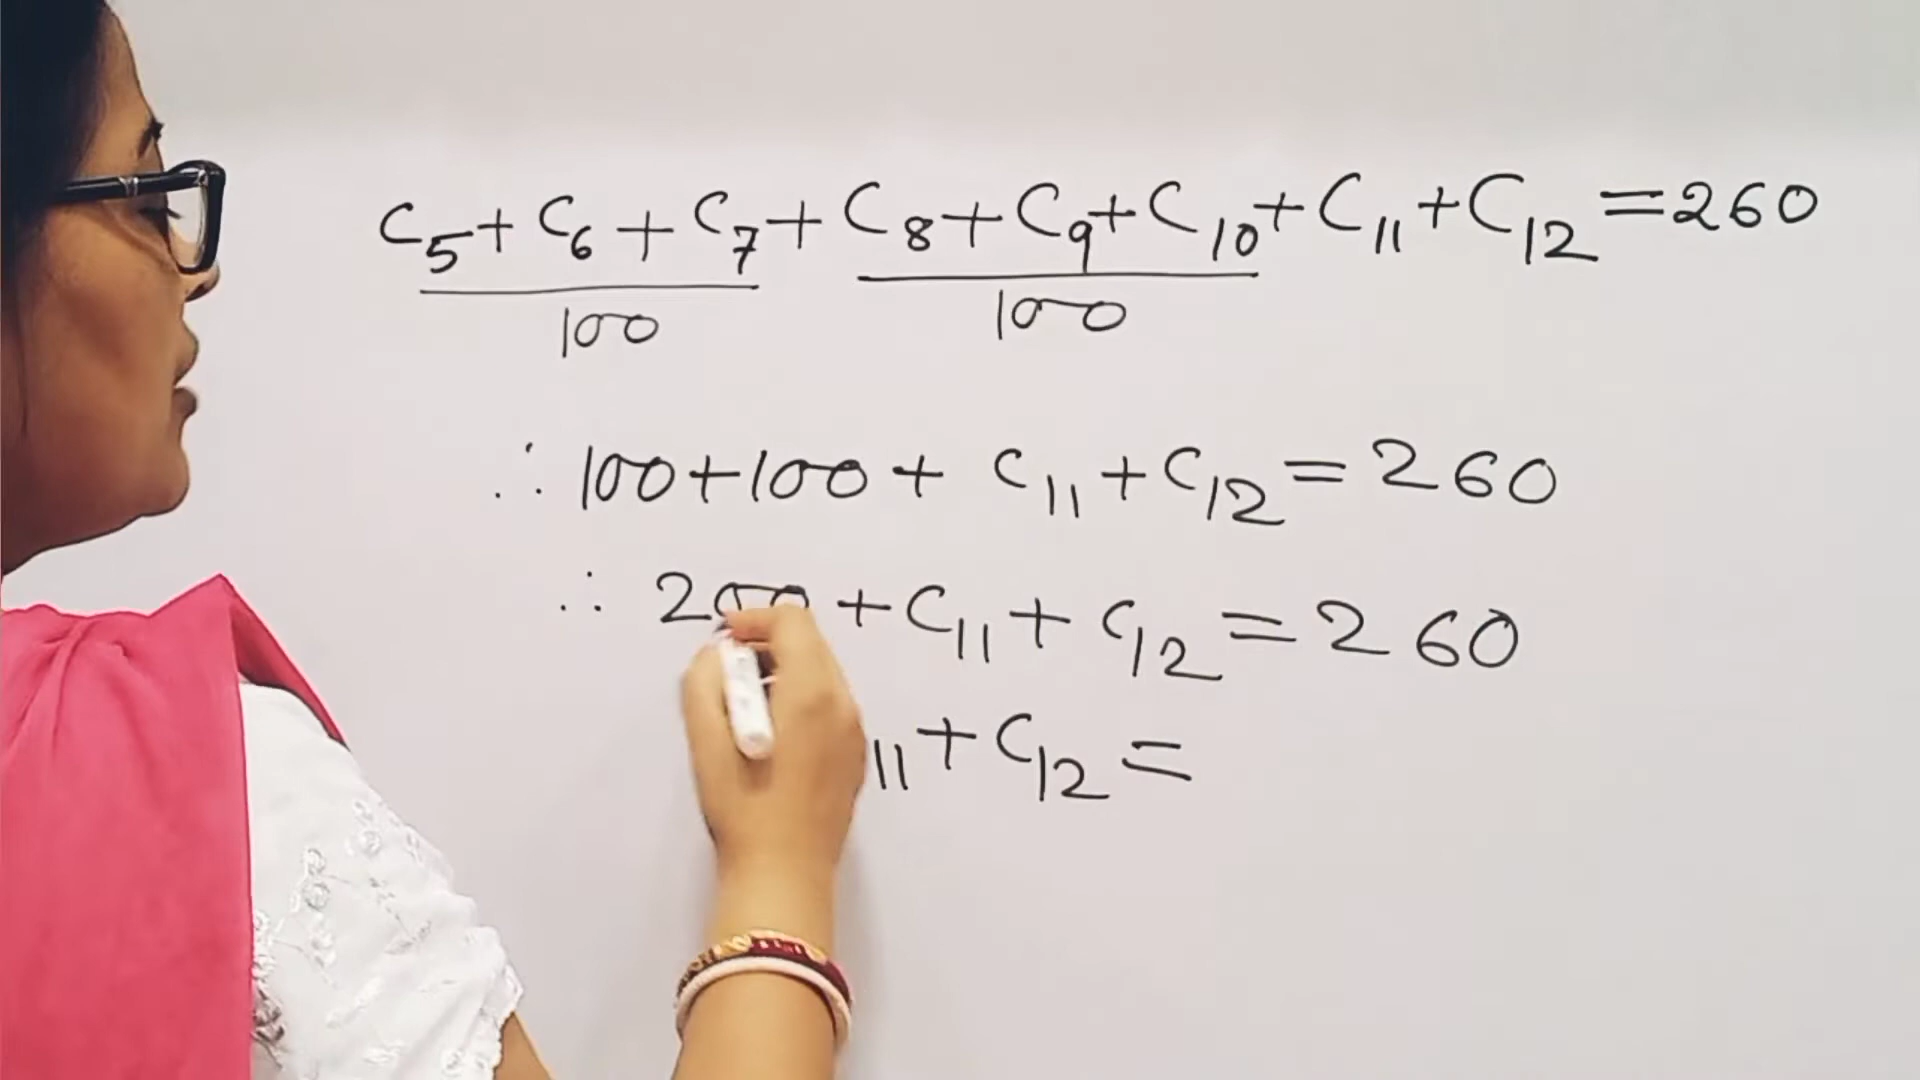 C₅+C₆+C₇+C₈+C₉+C₁₀+C₁₁+C₁₂=260
100 100
∴ 100+100+ C₁₁+C₁₂=260
∴ 200+C₁₁+C₁₂=260
₁₁+C₁₂=